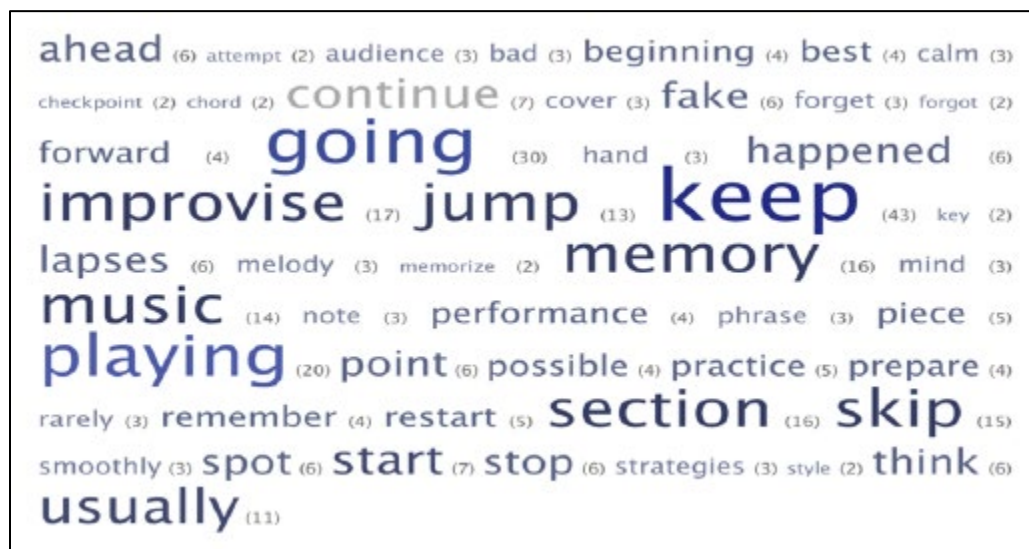 ahead (6) attempt (2) audience (3) bad (3) beginning (4) best (4) calm (3)
checkpoint (2) chord (2) continue (7) cover (3) fake (6) forget (3) forgot (2)
forward (4) going (30) hand (3) happened (6)
improvise (17) jump (13) keep (43) key (2)
lapses (6) melody (3) memorize (2) memory (16) mind (3)
music (14) note (3) performance (4) phrase (3) piece (5)
playing (20) point (6) possible (4) practice (5) prepare (4)
rarely (3) remember (4) restart (5) section (16) skip (15)
smoothly (3) spot (6) start (7) stop (6) strategies (3) style (2) think (6)
usually (11)